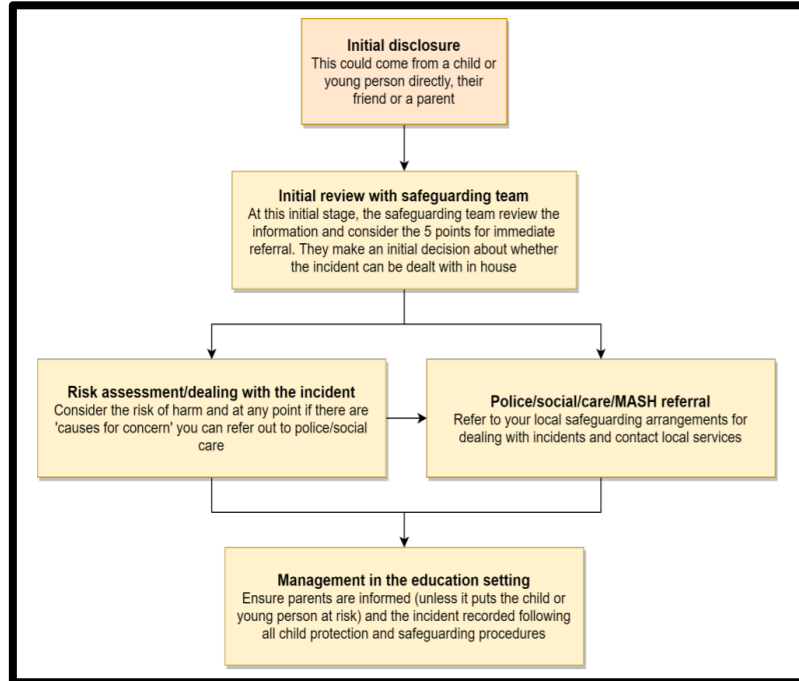 Initial disclosure
This could come from a child or
young person directly, their
friend or a parent
Initial review with safeguarding team
At this initial stage, the safeguarding team review the
information and consider the 5 points for immediate
referral. They make an initial decision about whether
the incident can be dealt with in house
Risk assessment/dealing with the incident
Consider the risk of harm and at any point if there are
'causes for concern' you can refer out to police/social
care
Police/social/care/MASH referral
Refer to your local safeguarding arrangements for
dealing with incidents and contact local services
Management in the education setting
Ensure parents are informed (unless it puts the child or
young person at risk) and the incident recorded following
all child protection and safeguarding procedures